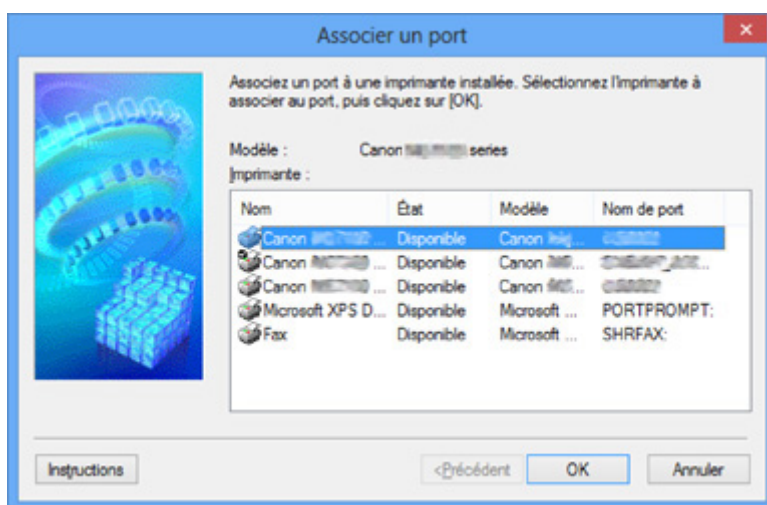 Associer un port
Associez un port à une imprimante installée. Sélectionnez l'imprimante à
associer au port, puis cliquez sur [OK].
Modèle : Canon series
Imprimante :
Nom État Modèle Nom de port
Canon ... Disponible Canon ...
Canon ... Disponible Canon ... ...
Canon ... Disponible Canon ...
Microsoft XPS D... Disponible Microsoft ... PORTPROMPT:
Fax Disponible Microsoft ... SHRFAX:
Instructions <Précédent OK Annuler